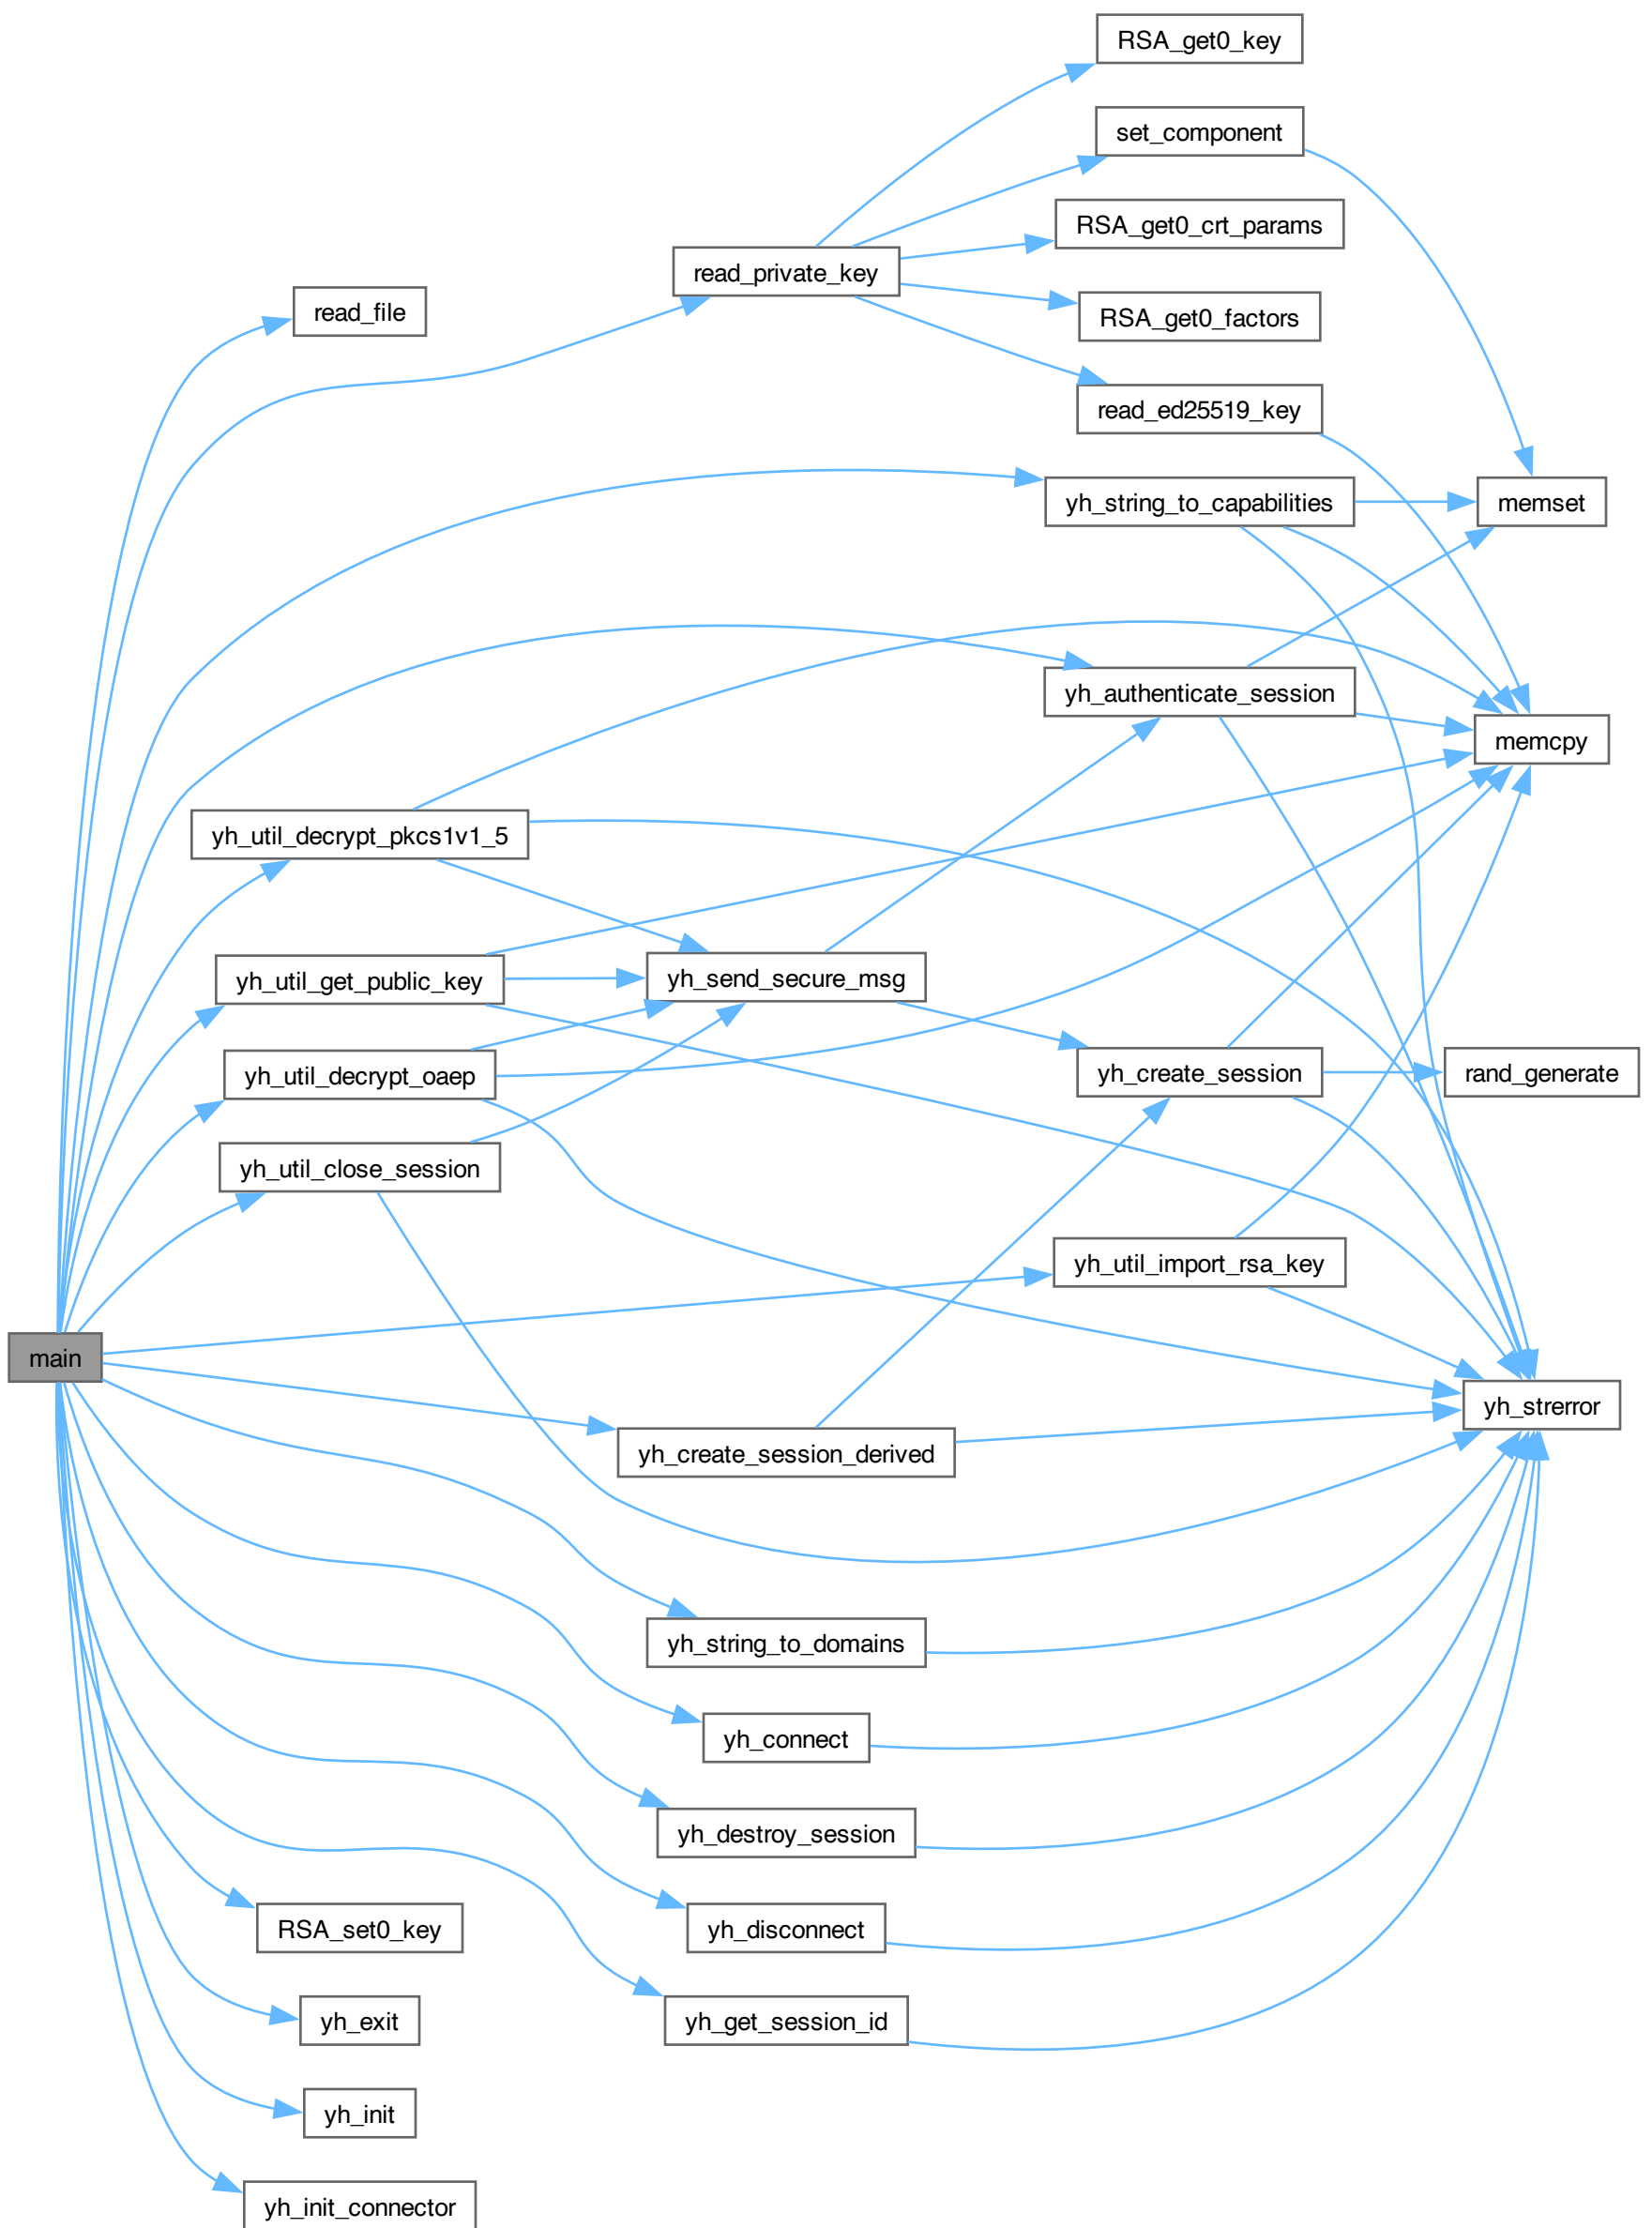 RSA_get0_key
set_component
RSA_get0_crt_params
read_private_key
read_file
RSA_get0_factors
read_ed25519_key
yh_string_to_capabilities
memset
yh_authenticate_session
memcpy
yh_util_decrypt_pkcs1v1_5
yh_util_get_public_key
yh_send_secure_msg
yh_util_decrypt_oaep
yh_create_session
rand_generate
yh_util_close_session
yh_util_import_rsa_key
main
yh_strerror
yh_create_session_derived
yh_string_to_domains
yh_connect
yh_destroy_session
RSA_set0_key
yh_disconnect
yh_exit
yh_get_session_id
yh_init
yh_init_connector